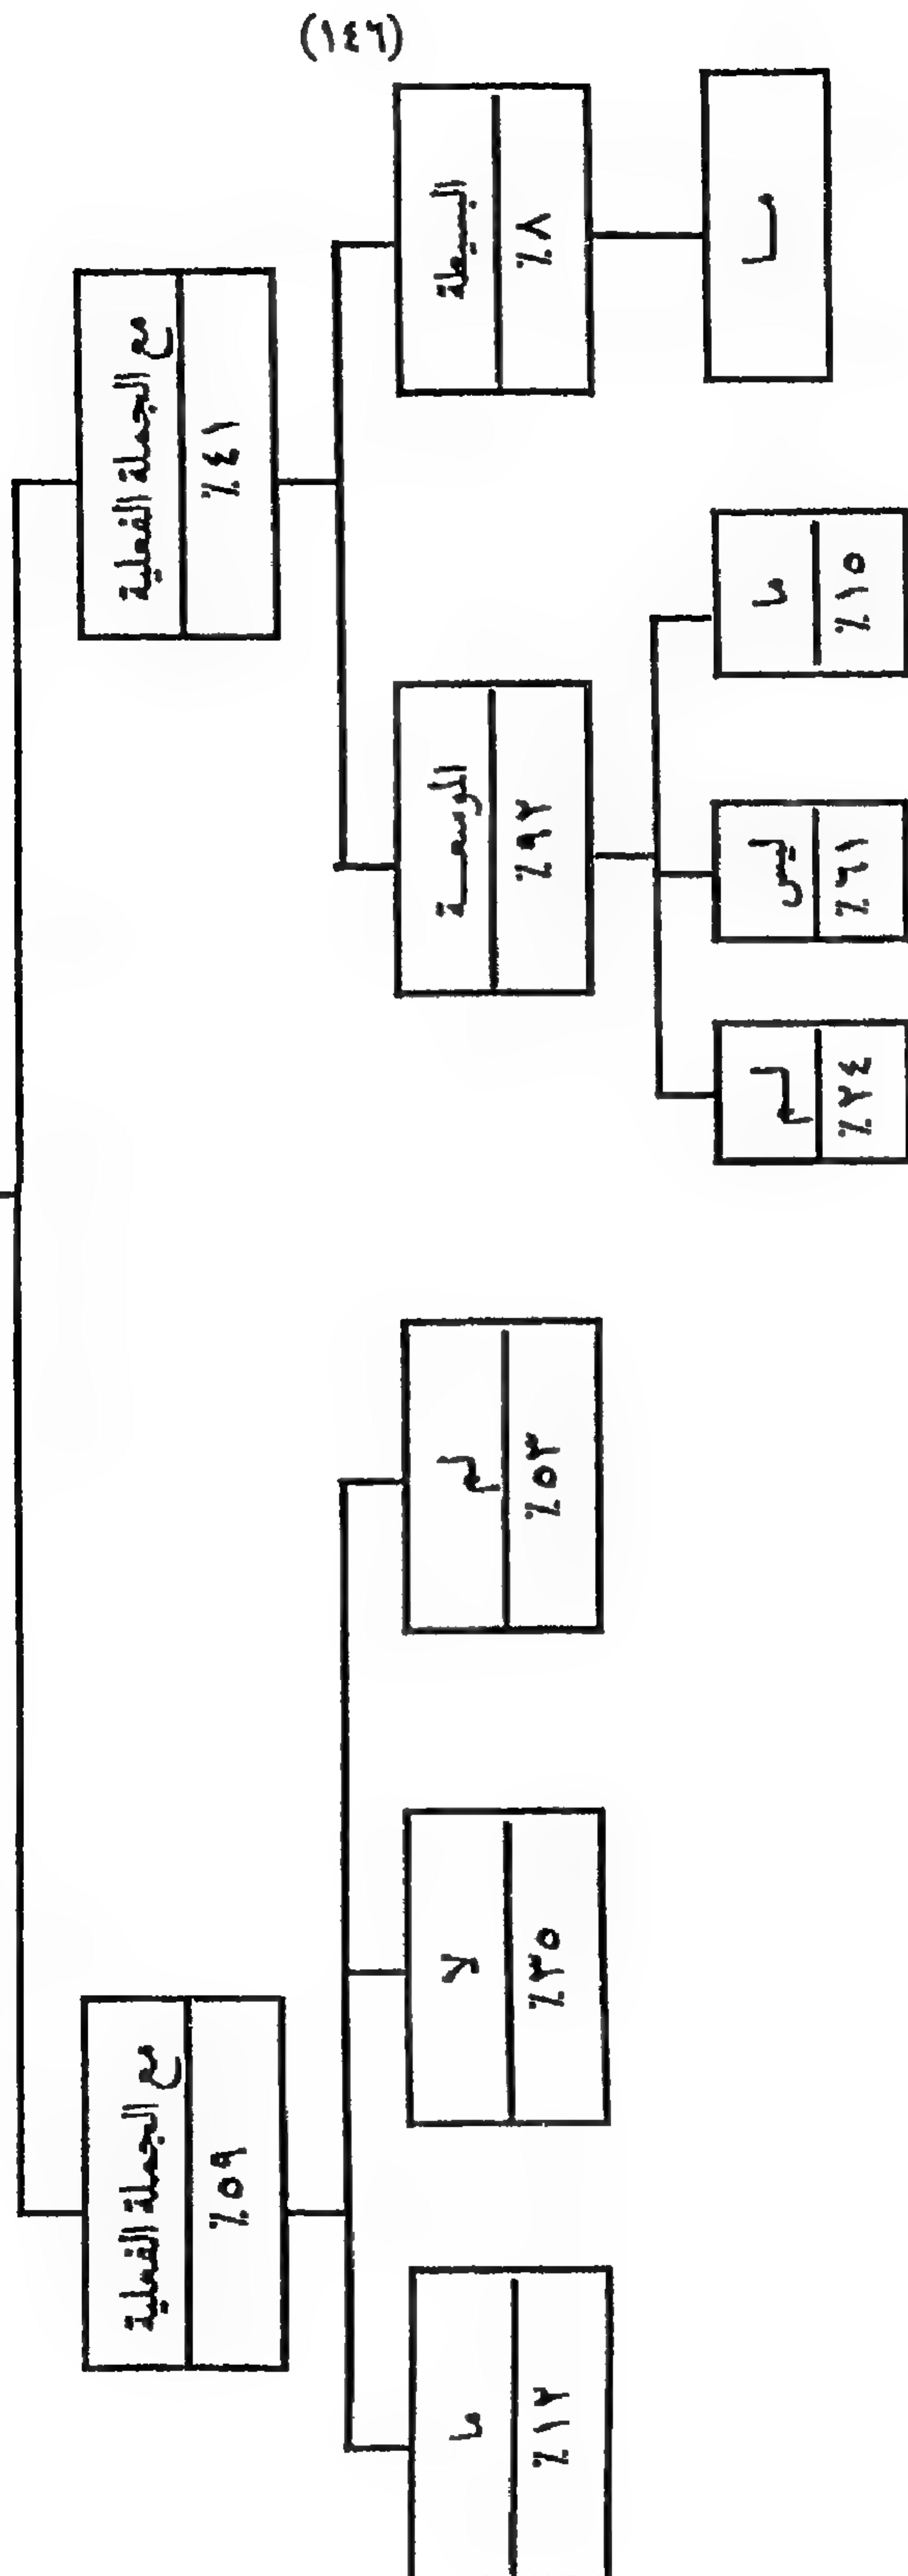 (١٤٦)
مع الجملة الفعلية
٪٤١
البسيطة
٪٨
ما
الموسعة
٪٩٢
ما
٪١٥
ليس
٪٦١
لم
٪٢٤
مع الجملة الفعلية
٪٥٩
لم
٪٥٣
لا
٪٣٥
ما
٪١٢